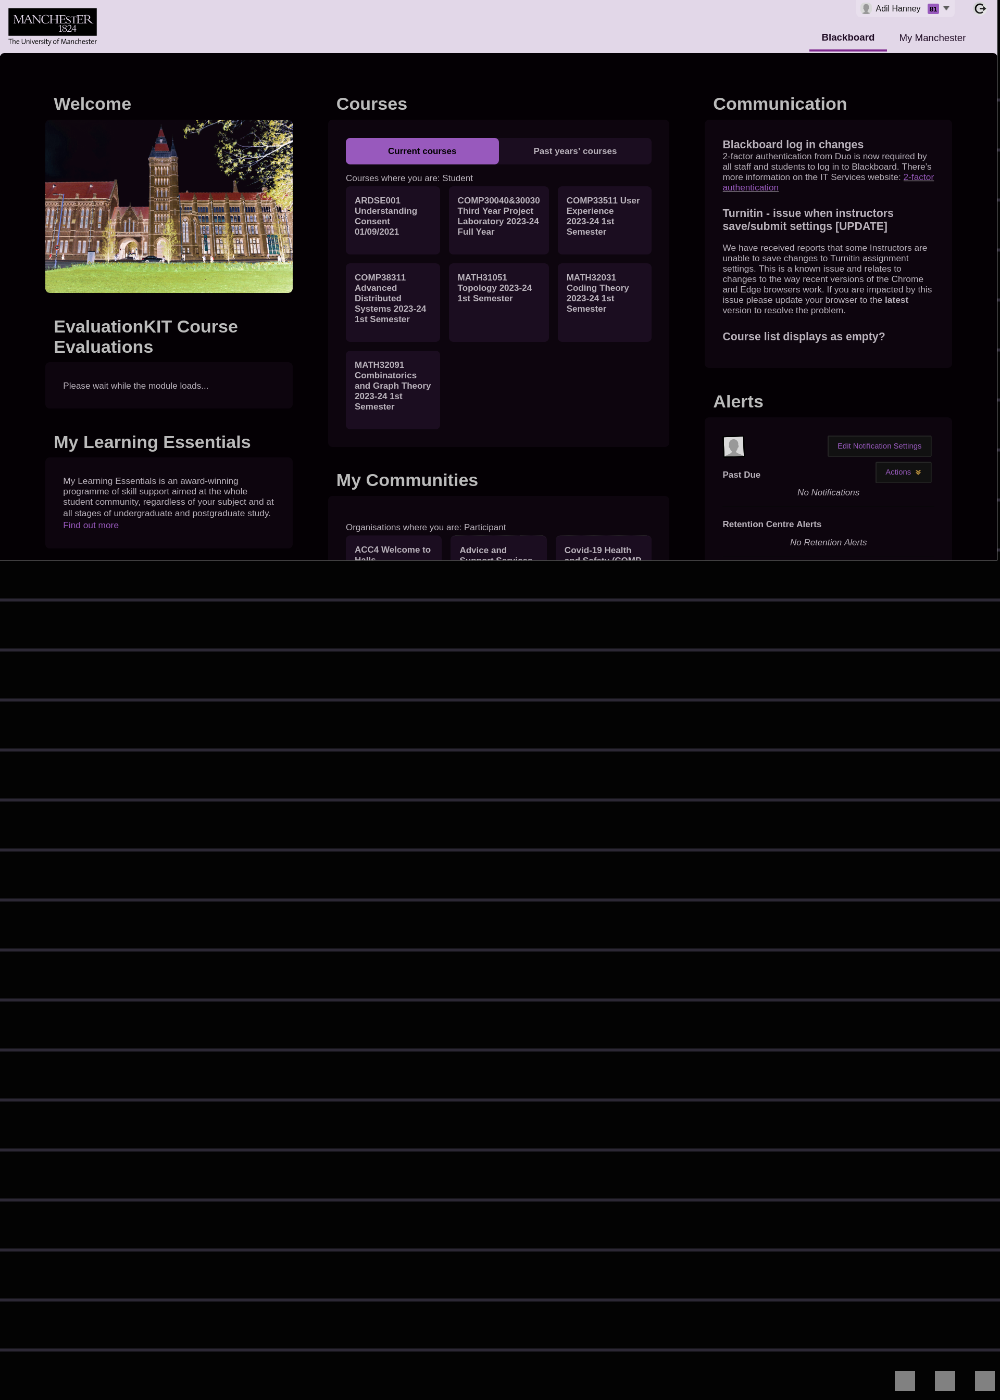 MANCHESTER
1824
The University of Manchester
Adil Hanney
81
Blackboard
My Manchester
Welcome
EvaluationKIT Course
Evaluations
Please wait while the module loads...
My Learning Essentials
My Learning Essentials is an award-winning
programme of skill support aimed at the whole
student community, regardless of your subject and at
all stages of undergraduate and postgraduate study.
Find out more
Courses
Current courses
Past years' courses
Courses where you are: Student
ARDSE001
Understanding
Consent
01/09/2021
COMP30040&30030
Third Year Project
Laboratory 2023-24
Full Year
COMP33511 User
Experience
2023-24 1st
Semester
COMP38311
Advanced
Distributed
Systems 2023-24
1st Semester
MATH31051
Topology 2023-24
1st Semester
MATH32031
Coding Theory
2023-24 1st
Semester
MATH32091
Combinatorics
and Graph Theory
2023-24 1st
Semester
My Communities
Organisations where you are: Participant
ACC4 Welcome to
Halls
Advice and
Support Services
Covid-19 Health
and Safety (COMP
Communication
Blackboard log in changes
2-factor authentication from Duo is now required by
all staff and students to log in to Blackboard. There's
more information on the IT Services website: 2-factor
authentication
Turnitin - issue when instructors
save/submit settings [UPDATE]
We have received reports that some Instructors are
unable to save changes to Turnitin assignment
settings. This is a known issue and relates to
changes to the way recent versions of the Chrome
and Edge browsers work. If you are impacted by this
issue please update your browser to the latest
version to resolve the problem.
Course list displays as empty?
Alerts
Edit Notification Settings
Actions
Past Due
No Notifications
Retention Centre Alerts
No Retention Alerts